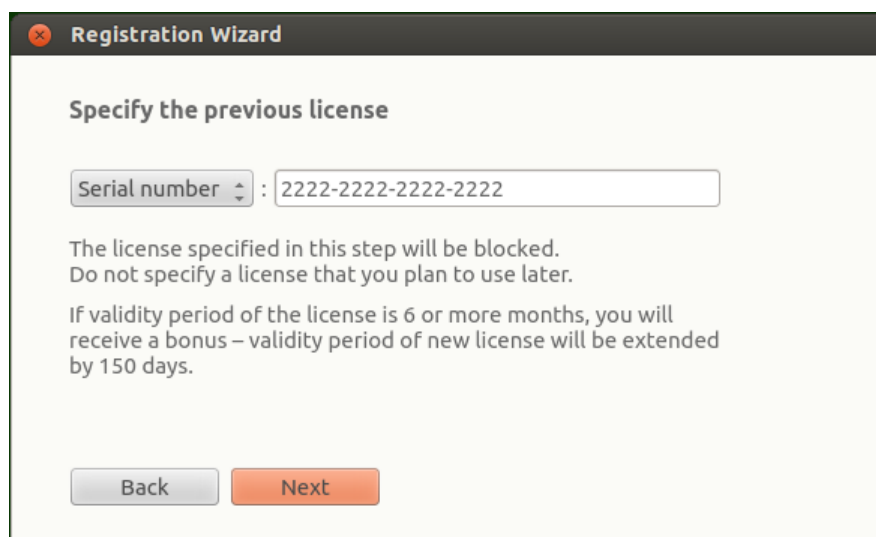 Registration Wizard
Specify the previous license
Serial number : 2222-2222-2222-2222
The license specified in this step will be blocked.
Do not specify a license that you plan to use later.
If validity period of the license is 6 or more months, you will
receive a bonus – validity period of new license will be extended
by 150 days.
Back Next